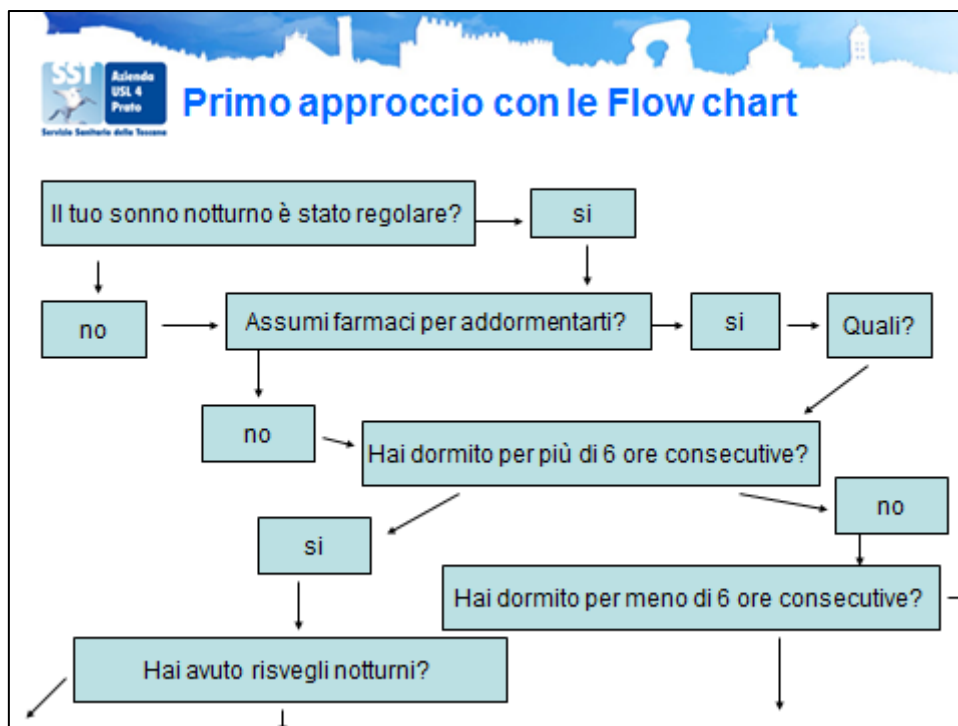 SST
Azienda
USL 4
Prato
Servizio Sanitario della Toscana
Primo approccio con le Flow chart
Il tuo sonno notturno è stato regolare?
si
no
Assumi farmaci per addormentarti?
si
Quali?
no
Hai dormito per più di 6 ore consecutive?
no
si
Hai dormito per meno di 6 ore consecutive?
Hai avuto risvegli notturni?